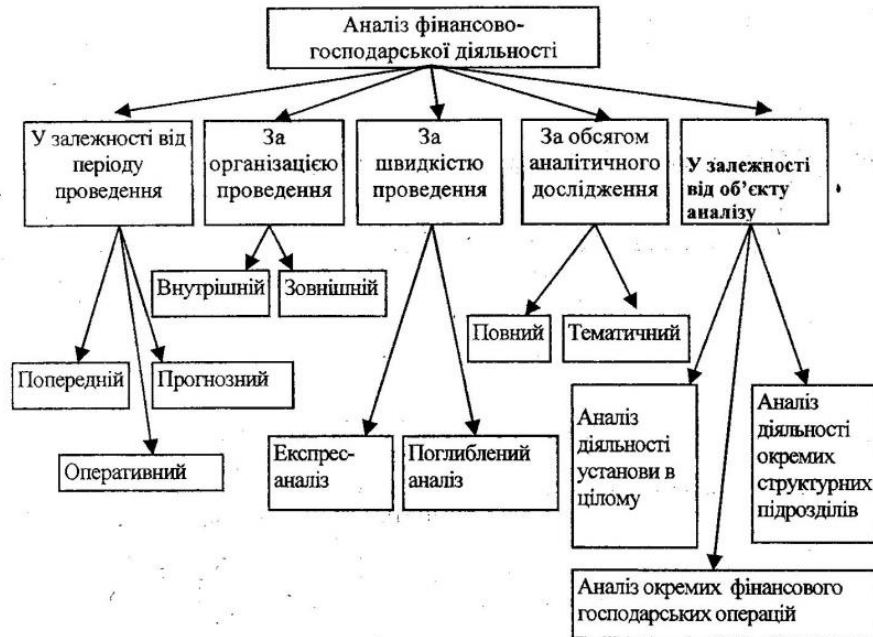 Аналіз фінансово-
господарської діяльності
У залежності від
періоду
проведення
За
організацією
проведення
За
швидкістю
проведення
За обсягом
аналітичного
дослідження
У залежності
від об’єкту
аналізу
Внутрішній
Зовнішній
Повний
Тематичний
Попередній
Прогнозний
Оперативний
Експрес-
аналіз
Поглиблений
аналіз
Аналіз
діяльності
установи в
цілому
Аналіз
діяльності
окремих
структурних
підрозділів
Аналіз окремих фінансового
господарських операцій